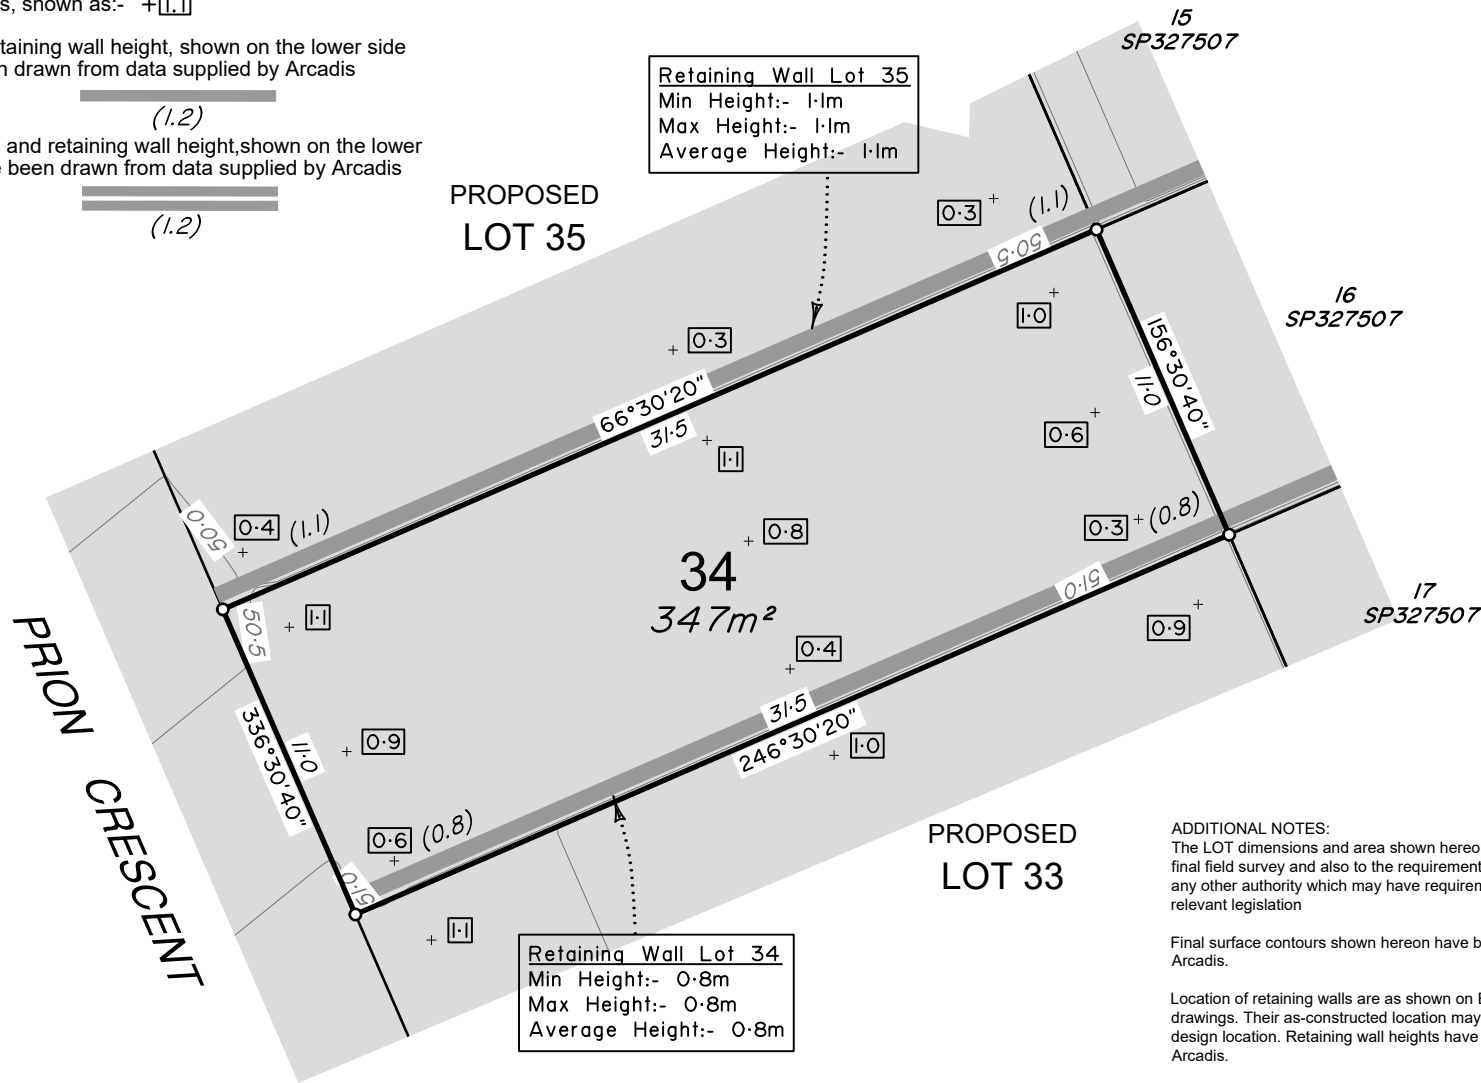 s, shown as:- +1.1
taining wall height, shown on the lower side
n drawn from data supplied by Arcadis
(1.2)
and retaining wall height,shown on the lower
e been drawn from data supplied by Arcadis
(1.2)
15
SP327507
Retaining Wall Lot 35
Min Height:- 1·1m
Max Height:- 1·1m
Average Height:- 1·1m
PROPOSED
LOT 35
0·3
(1.1)
50·5
16
SP327507
1·0
0·3
66°30'20"
31·5
1·1
156°30'40"
11·0
0·6
50·0
0·4
(1.1)
0·8
0·3
(0.8)
34
347m²
51·0
17
SP327507
50·5
1·1
0·4
0·9
PRION CRESCENT
336°30'40"
11·0
0·9
31·5
246°30'20"
1·0
0·6
(0.8)
51·0
1·1
PROPOSED
LOT 33
Retaining Wall Lot 34
Min Height:- 0·8m
Max Height:- 0·8m
Average Height:- 0·8m
ADDITIONAL NOTES:
The LOT dimensions and area shown hereo
final field survey and also to the requirement
any other authority which may have requirem
relevant legislation
Final surface contours shown hereon have b
Arcadis.
Location of retaining walls are as shown on E
drawings. Their as-constructed location may
design location. Retaining wall heights have
Arcadis.